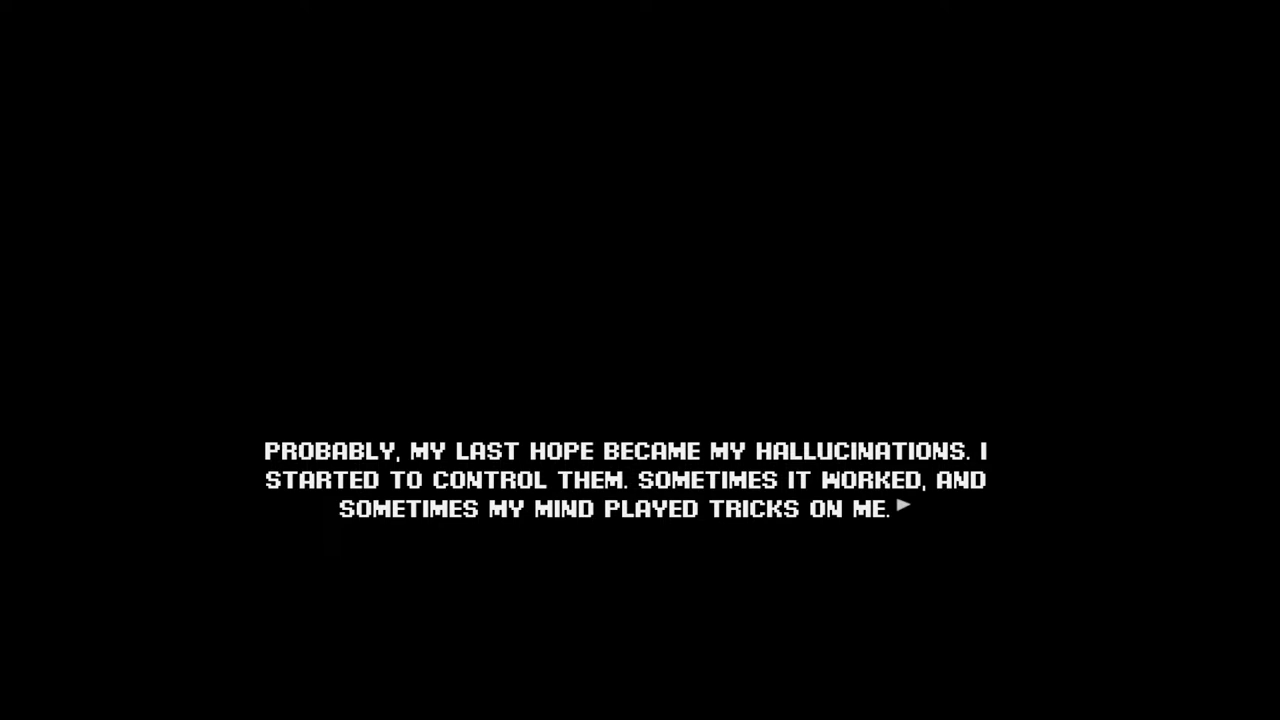 PROBABLY, MY LAST HOPE BECAME MY HALLUCINATIONS. I
STARTED TO CONTROL THEM. SOMETIMES IT WORKED, AND
SOMETIMES MY MIND PLAYED TRICKS ON ME.